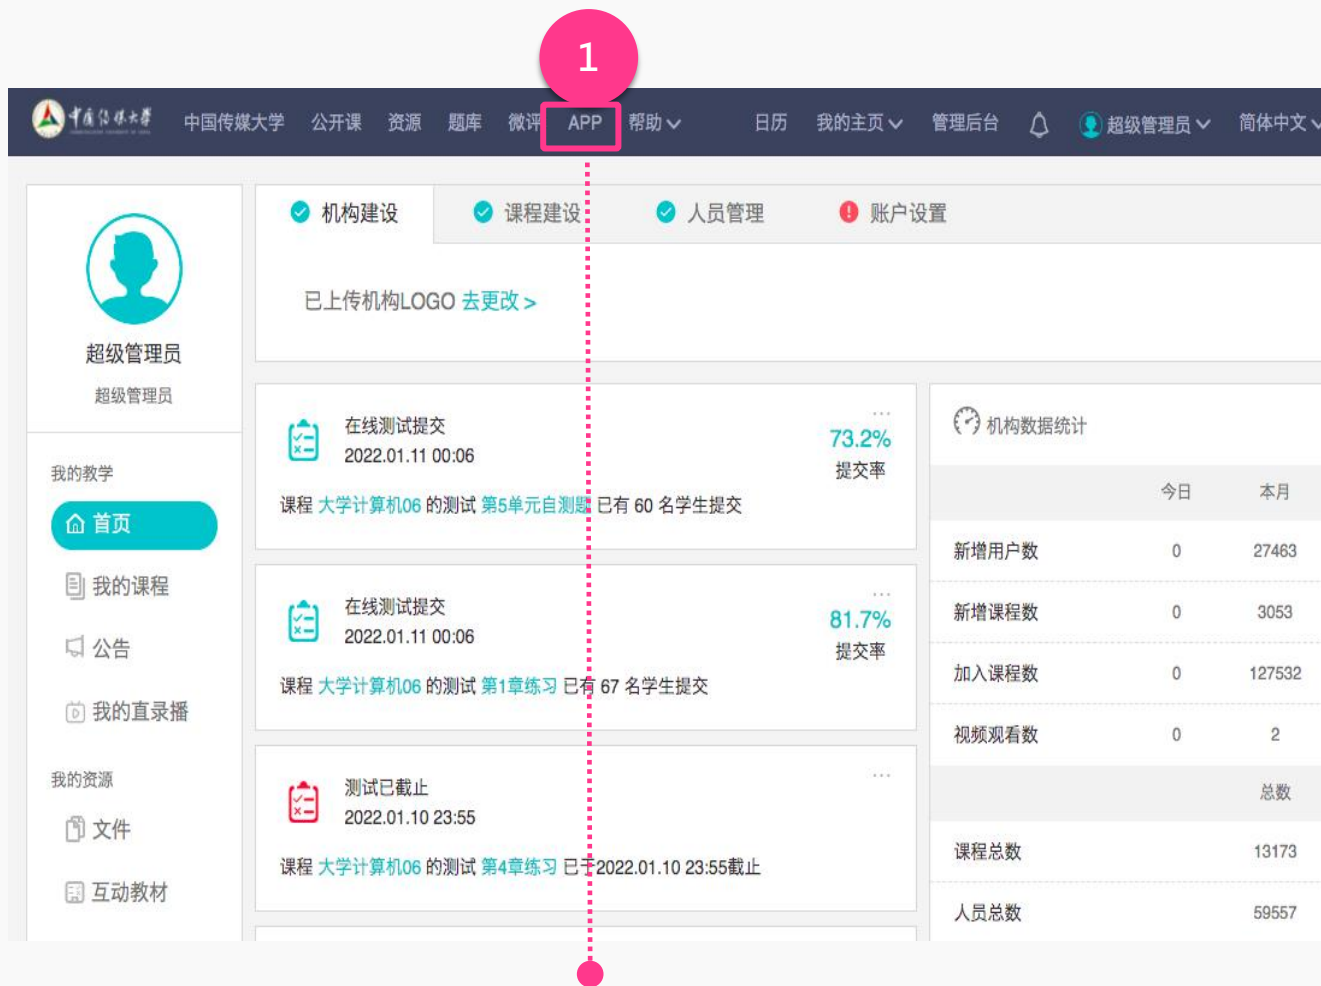 1
中国传媒大学
中国传媒大学 公开课 资源 题库 微评 APP 帮助 日历 我的主页 管理后台 超级管理员 简体中文
机构建设 课程建设 人员管理 账户设置
已上传机构LOGO 去更改 >
超级管理员
超级管理员
我的教学
首页
我的课程
公告
我的直录播
我的资源
文件
互动教材
在线测试提交
2022.01.11 00:06
73.2%
提交率
课程 大学计算机06 的测试 第5单元自测题 已有 60 名学生提交
在线测试提交
2022.01.11 00:06
81.7%
提交率
课程 大学计算机06 的测试 第1章练习 已有 67 名学生提交
测试已截止
2022.01.10 23:55
课程 大学计算机06 的测试 第4章练习 已于2022.01.10 23:55截止
机构数据统计
今日 本月
新增用户数 0 27463
新增课程数 0 3053
加入课程数 0 127532
视频观看数 0 2
总数
课程总数 13173
人员总数 59557